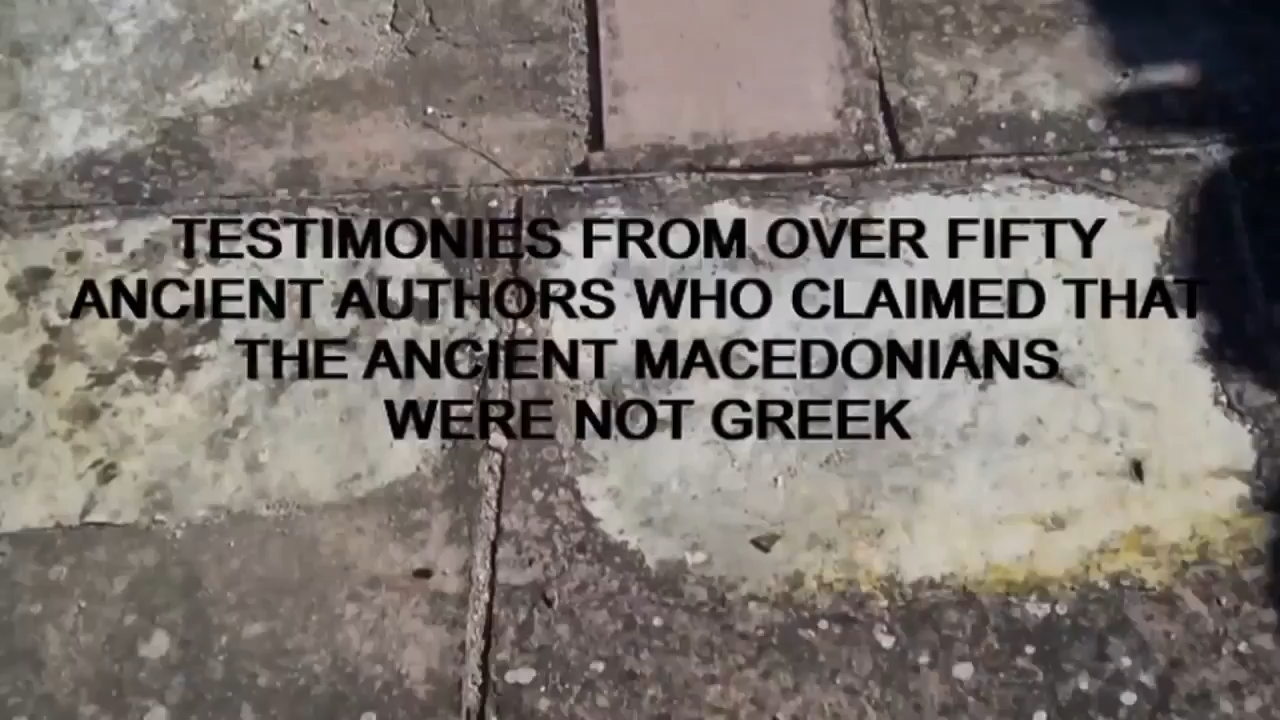 TESTIMONIES FROM OVER FIFTY
ANCIENT AUTHORS WHO CLAIMED THAT
THE ANCIENT MACEDONIANS
WERE NOT GREEK